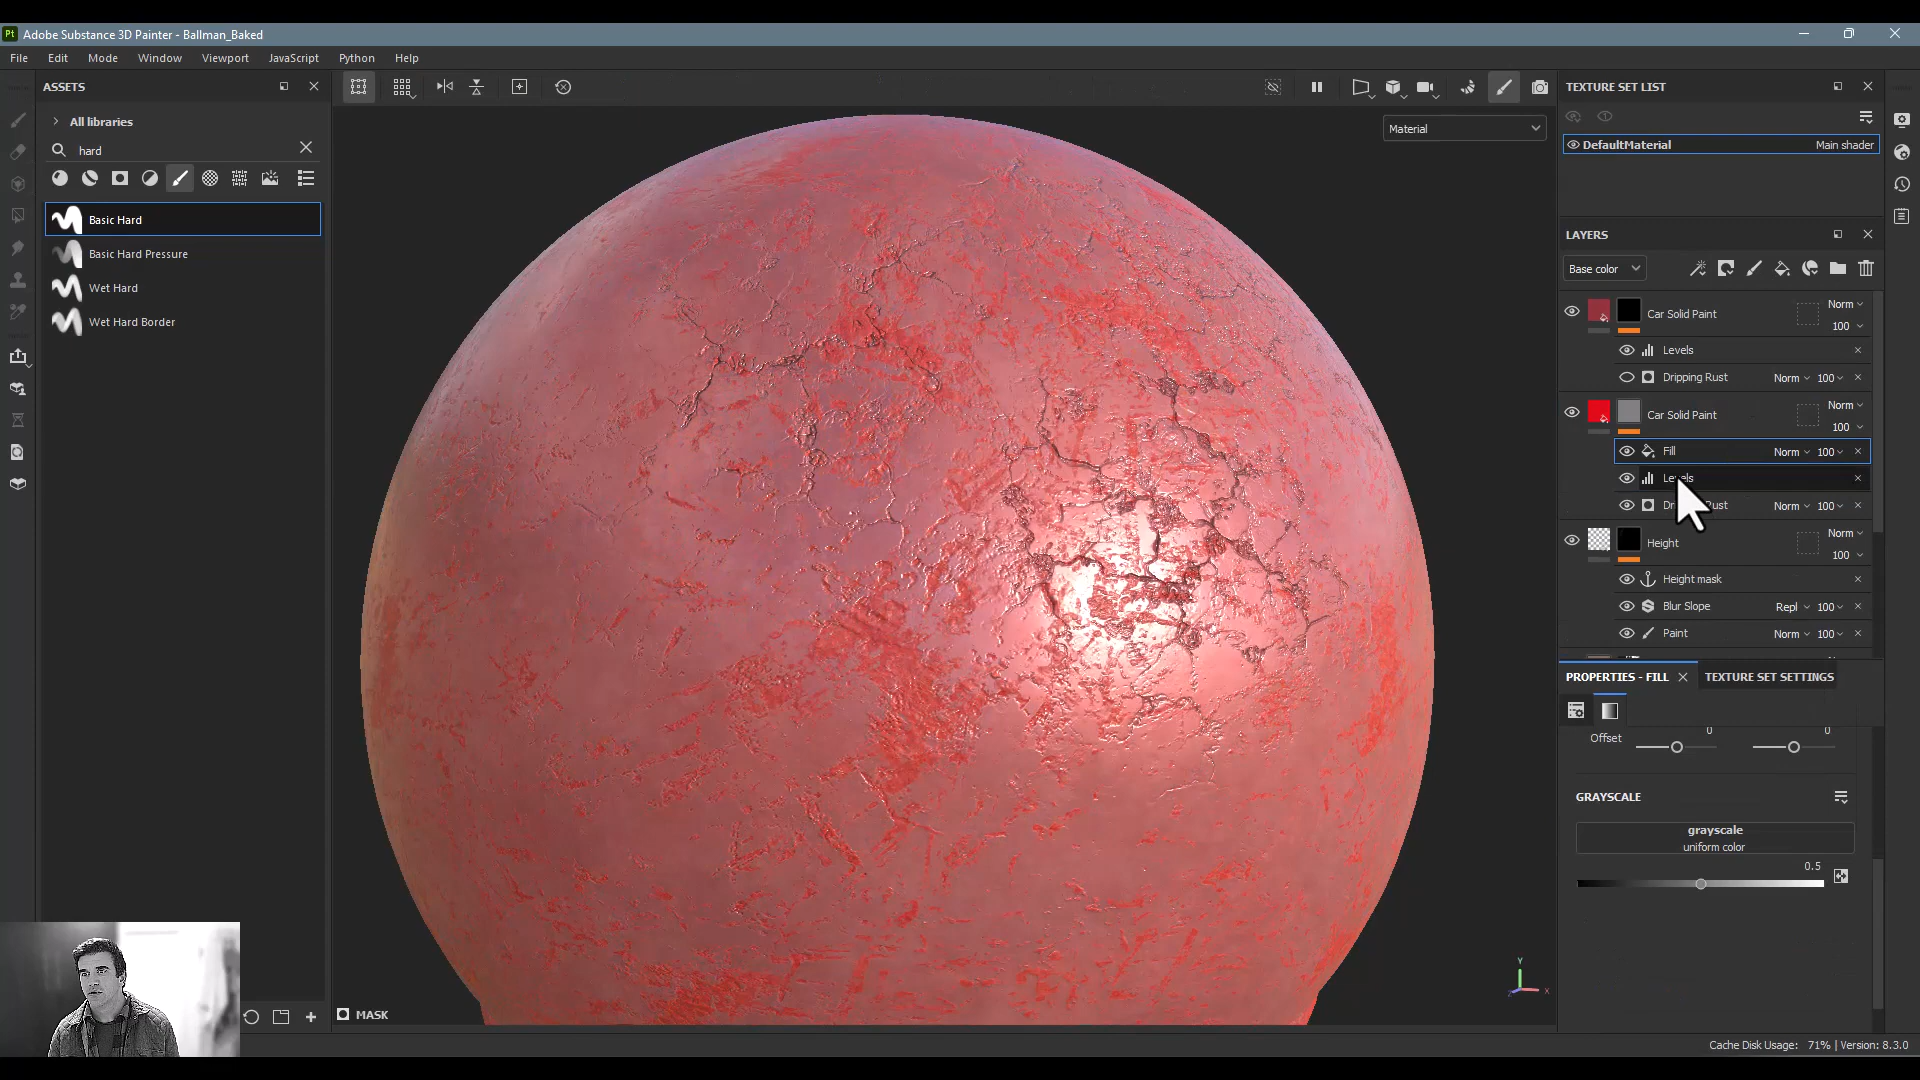 Pt Adobe Substance 3D Painter - Ballman_Baked
File Edit Mode Window Viewport JavaScript Python Help
ASSETS
All libraries
hard
Basic Hard
Basic Hard Pressure
Wet Hard
Wet Hard Border
Material
MASK
Y
X
TEXTURE SET LIST
DefaultMaterial Main shader
LAYERS
Base color
Norm
Car Solid Paint
100
Levels
Dripping Rust Norm 100
Norm
Car Solid Paint
100
Fill Norm 100
Levels
Norm 100
Norm
Height
100
Height mask
Blur Slope Repl 100
Paint Norm 100
PROPERTIES - FILL TEXTURE SET SETTINGS
0 0
Offset
GRAYSCALE
grayscale
uniform color
0.5
Cache Disk Usage: 71% | Version: 8.3.0